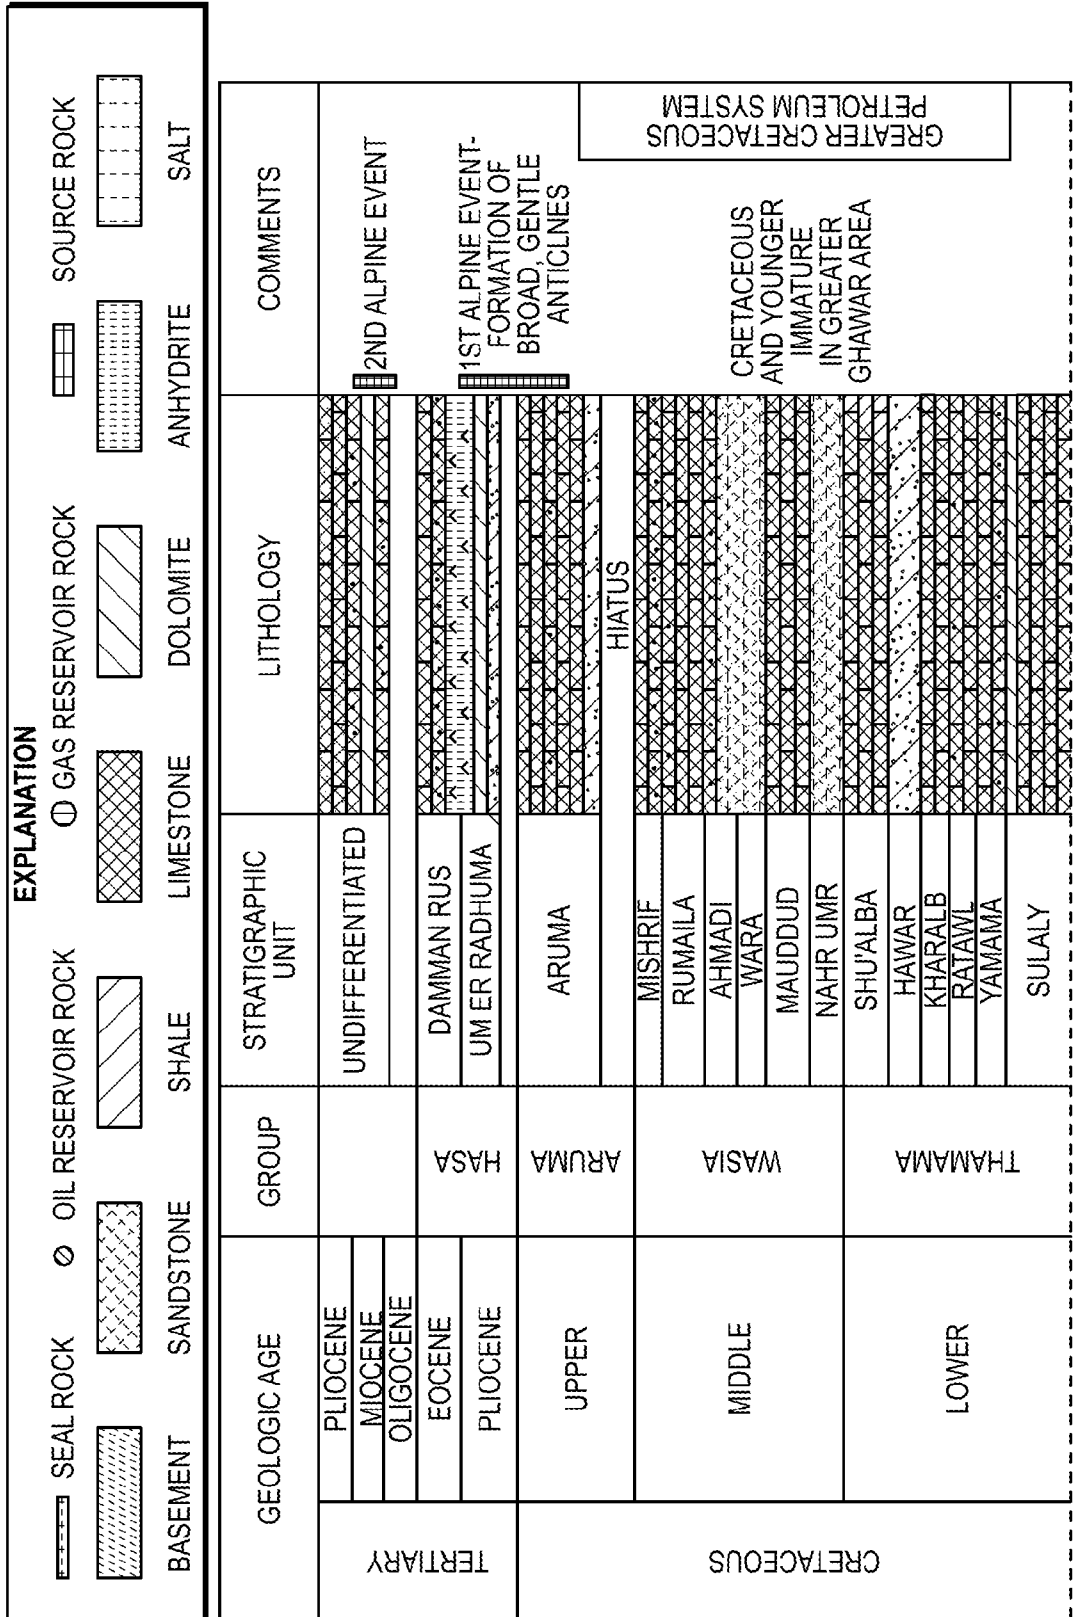 EXPLANATION
SEAL ROCK
OIL RESERVOIR ROCK
GAS RESERVOIR ROCK
SOURCE ROCK
BASEMENT
SANDSTONE
SHALE
LIMESTONE
DOLOMITE
ANHYDRITE
SALT
GEOLOGIC AGE
GROUP
STRATIGRAPHIC
UNIT
LITHOLOGY
COMMENTS
TERTIARY
PLIOCENE
MIOCENE
OLIGOCENE
EOCENE
PLIOCENE
HASA
UNDIFFERENTIATED
DAMMAN RUS
UM ER RADHUMA
2ND ALPINE EVENT
1ST ALPINE EVENT-
FORMATION OF
BROAD, GENTLE
ANTICLNES
CRETACEOUS
UPPER
ARUMA
ARUMA
HIATUS
MIDDLE
WASIA
MISHRIF
RUMAILA
AHMADI
WARA
MAUDDUD
NAHR UMR
CRETACEOUS
AND YOUNGER
IMMATURE
IN GREATER
GHAWAR AREA
LOWER
THAMAMA
SHU'ALBA
HAWAR
KHARALB
RATAWL
YAMAMA
SULALY
GREATER CRETACEOUS
PETROLEUM SYSTEM